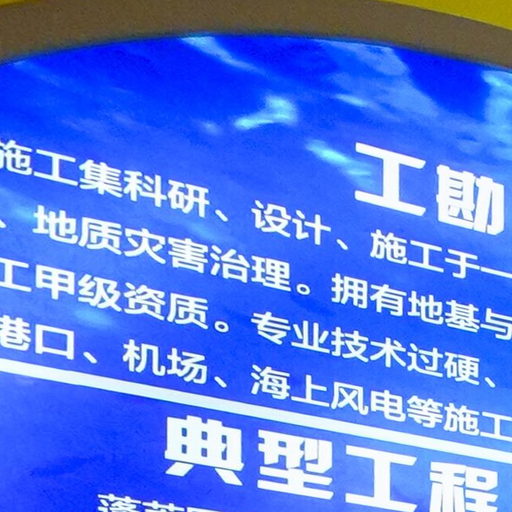 工勘
施工集科研、设计、施工于一
、地质灾害治理。拥有地基与
工甲级资质。专业技术过硬、
港口、机场、海上风电等施工
典型工程
蓬莱